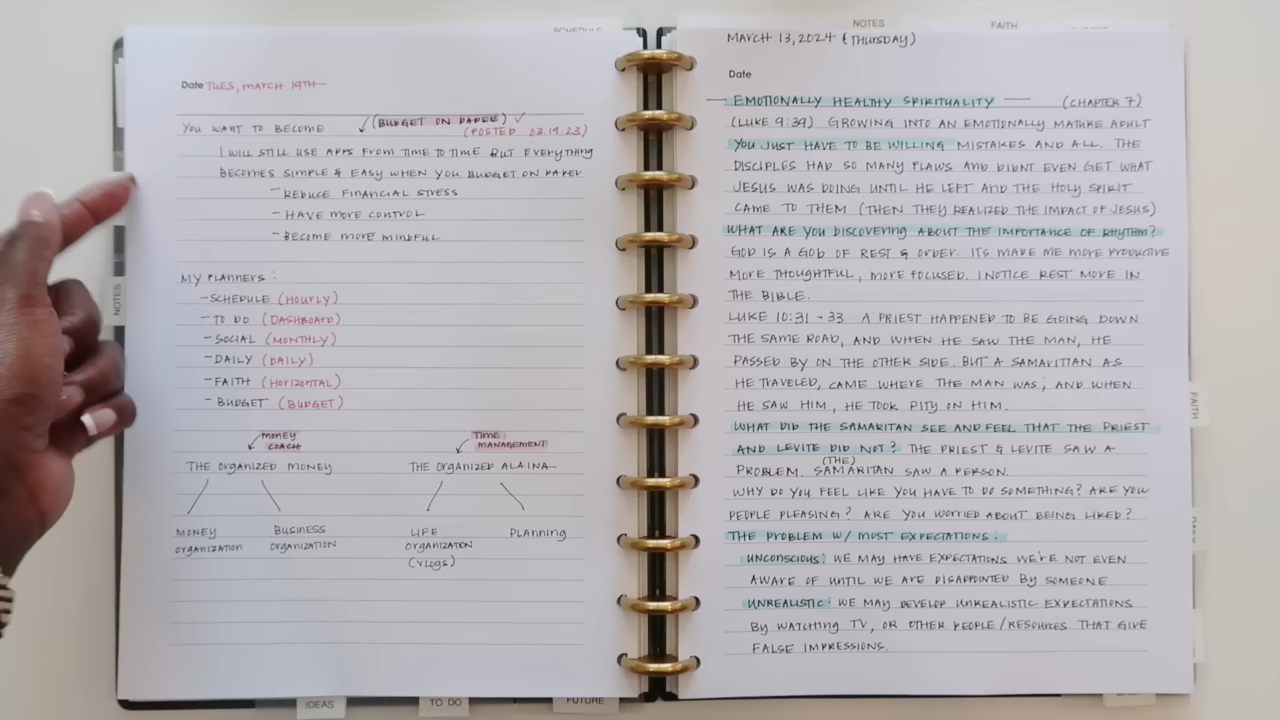 SCHEDULE
Date TUES, MARCH 19TH
YOU WANT TO BECOME (BUDGET ON PAPER) ✓
(POSTED 03.19.23)
I WILL STILL USE APPS FROM TIME TO TIME BUT EVERYTHING
BECOMES SIMPLE & EASY WHEN YOU BUDGET ON PAPER
- REDUCE FINANCIAL STRESS
- HAVE MORE CONTROL
- BECOME MORE MINDFUL
MY PLANNERS:
- SCHEDULE (HOURLY)
- TO DO (DASHBOARD)
- SOCIAL (MONTHLY)
- DAILY (DAILY)
- FAITH (HORIZONTAL)
- BUDGET (BUDGET)
MONEY
COACH
THE ORGANIZED MONEY
MONEY
ORGANIZATION
BUSINESS
ORGANIZATION
TIME
MANAGEMENT
THE ORGANIZED ALAINA
LIFE
ORGANIZATION
(VLOGS)
PLANNING
NOTES
IDEAS
TO DO
FUTURE
NOTES
FAITH
MARCH 13, 2024 (THURSDAY)
Date
— EMOTIONALLY HEALTHY SPIRITUALITY — (CHAPTER 7)
(LUKE 9:39) GROWING INTO AN EMOTIONALLY MATURE ADULT
YOU JUST HAVE TO BE WILLING MISTAKES AND ALL. THE
DISCIPLES HAD SO MANY FLAWS AND DIDNT EVEN GET WHAT
JESUS WAS DOING UNTIL HE LEFT AND THE HOLY SPIRIT
CAME TO THEM (THEN THEY REALIZED THE IMPACT OF JESUS)
WHAT ARE YOU DISCOVERING ABOUT THE IMPORTANCE OF RHYTHM?
GOD IS A GOD OF REST & ORDER. ITS MAKE ME MORE PRODUCTIVE
MORE THOUGHTFUL, MORE FOCUSED. I NOTICE REST MORE IN
THE BIBLE.
LUKE 10:31-33 A PRIEST HAPPENED TO BE GOING DOWN
THE SAME ROAD, AND WHEN HE SAW THE MAN, HE
PASSED BY ON THE OTHER SIDE. BUT A SAMARITTAN AS
HE TRAVELED, CAME WHERE THE MAN WAS; AND WHEN
HE SAW HIM, HE TOOK PITY ON HIM.
WHAT DID THE SAMARITAN SEE AND FEEL THAT THE PRIEST
AND LEVITE DID NOT? THE PRIEST & LEVITE SAW A
PROBLEM. (THE) SAMARITAN SAW A PERSON.
WHY DO YOU FEEL LIKE YOU HAVE TO DO SOMETHING? ARE YOU
PEOPLE PLEASING? ARE YOU WORRIED ABOUT BEING LIKED?
THE PROBLEM W/ MOST EXPECTATIONS:
UNCONSCIOUS: WE MAY HAVE EXPECTATIONS WE'RE NOT EVEN
AWARE OF UNTIL WE ARE DISAPPOINTED BY SOMEONE
UNREALISTIC: WE MAY DEVELOP UNREALISTIC EXPECTATIONS
BY WATCHING TV, OR OTHER PEOPLE/RESOURCES THAT GIVE
FALSE IMPRESSIONS.
FAITH